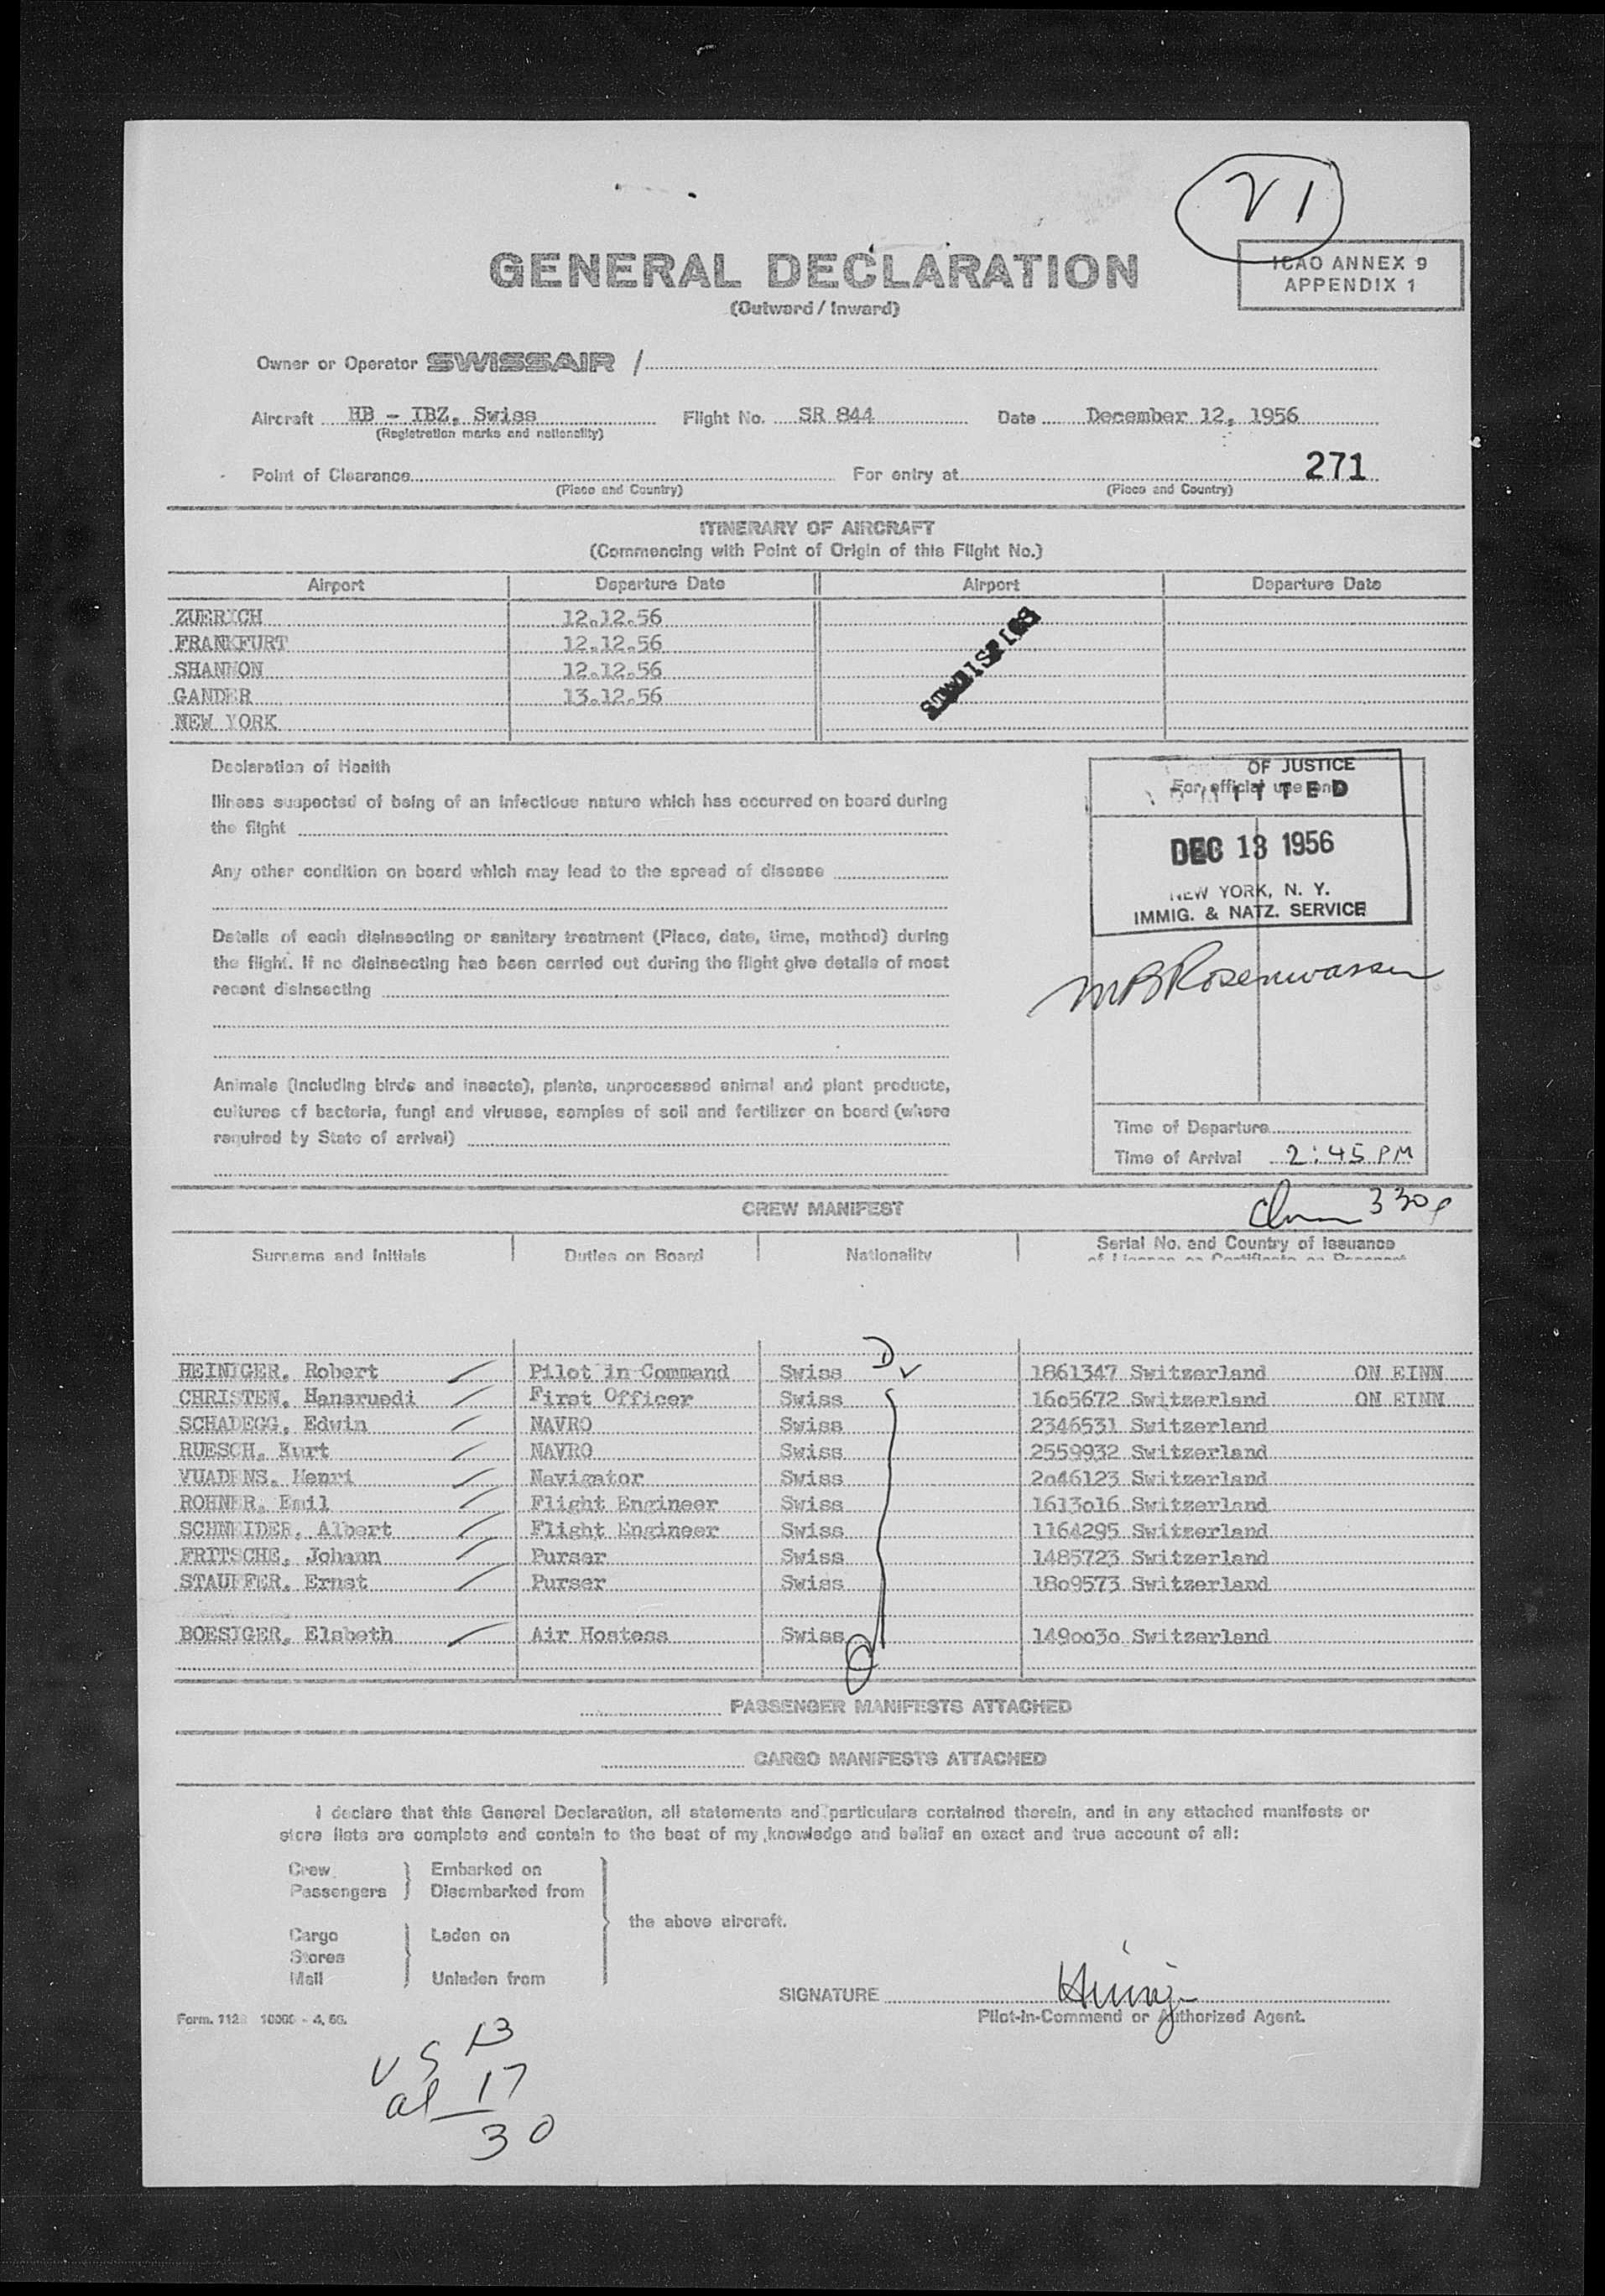 V 1
GENERAL DECLARATION
(Outward / Inward)
ICAO ANNEX 9
APPENDIX 1
Owner or Operator SWISSAIR /
Aircraft HB - IBZ, Swiss Flight No. SR 844 Date December 12, 1956
(Registration marks and nationality)
Point of Clearance For entry at 271
(Place and Country) (Place and Country)
ITINERARY OF AIRCRAFT
(Commencing with Point of Origin of this Flight No.)
Airport Departure Date Airport Departure Date
ZUERICH 12.12.56
FRANKFURT 12.12.56
SHANNON 12.12.56
GANDER 13.12.56
NEW YORK
Declaration of Health
Illness suspected of being of an infectious nature which has occurred on board during
the flight
Any other condition on board which may lead to the spread of disease
Details of each disinsecting or sanitary treatment (Place, date, time, method) during
the flight. If no disinsecting has been carried out during the flight give details of most
recent disinsecting
Animals (including birds and insects), plants, unprocessed animal and plant products,
cultures of bacteria, fungi and viruses, samples of soil and fertilizer on board (where
required by State of arrival)
OF JUSTICE
For official use only
DEC 13 1956
NEW YORK, N. Y.
IMMIG. & NATZ. SERVICE
MB Rosenwasser
Time of Departure
Time of Arrival 2:45 PM
330 p
CREW MANIFEST
Surname and Initials Duties on Board Nationality Serial No. and Country of Issuance
of License or Certificate or Passport
HEINIGER, Robert Pilot in Command Swiss D 1861347 Switzerland ON EINN
CHRISTEN, Hansruedi First Officer Swiss 16o5672 Switzerland ON EINN
SCHADEGG, Edwin NAVRO Swiss 2346531 Switzerland
RUESCH, Kurt NAVRO Swiss 2559932 Switzerland
VUADENS, Henri Navigator Swiss 2o46123 Switzerland
ROHNER, Emil Flight Engineer Swiss 1613o16 Switzerland
SCHNEIDER, Albert Flight Engineer Swiss 1164295 Switzerland
FRITSCHE, Johann Purser Swiss 1485723 Switzerland
STAUFFER, Ernst Purser Swiss 18o9573 Switzerland
BOESIGER, Elsbeth Air Hostess Swiss 149oo3o Switzerland
PASSENGER MANIFESTS ATTACHED
CARGO MANIFESTS ATTACHED
I declare that this General Declaration, all statements and particulars contained therein, and in any attached manifests or
store lists are complete and contain to the best of my knowledge and belief an exact and true account of all:
Crew Embarked on
Passengers Disembarked from
the above aircraft.
Cargo Laden on
Stores
Mail Unladen from
SIGNATURE
Pilot-in-Command or Authorized Agent.
Form. 112
US 13
al 17
30